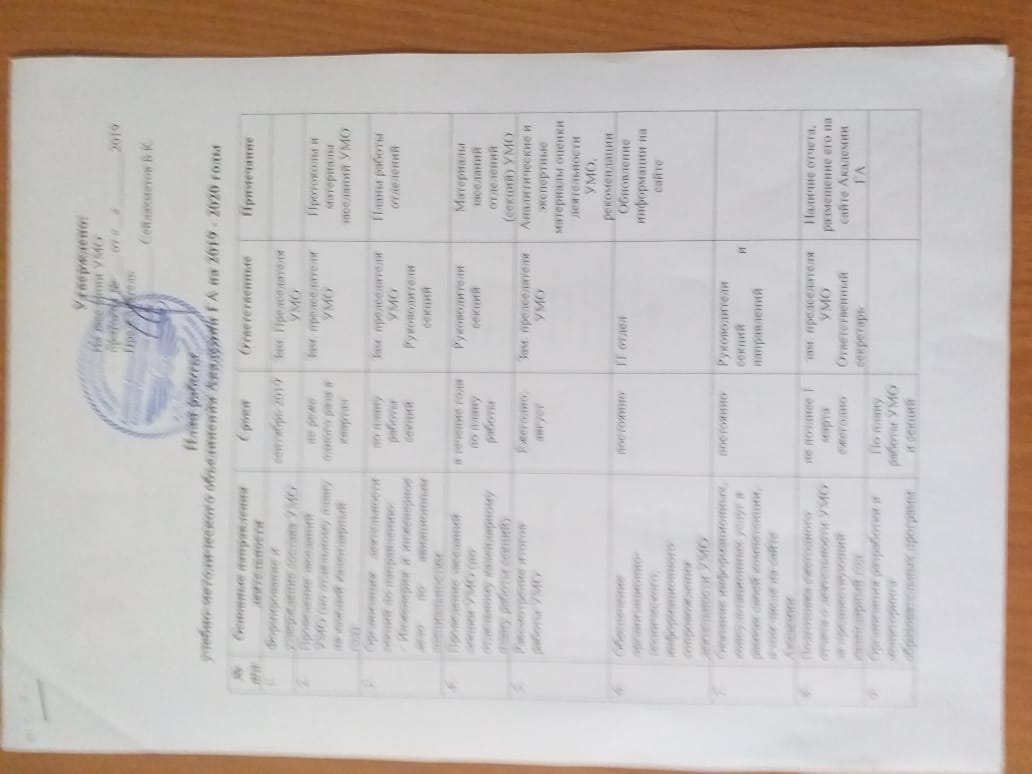 Утверждено:
На заседании УМО
протокол № ___ от «__» ________ 2019
Председатель
__________ Сейдахметов Б.К.
План работы
учебно-методического объединения Академии ГА на 2019 - 2020 годы
№ п/п
Основные направления деятельности
Сроки
Ответственные
Примечание
1.
Формирование и
утверждение состава УМО
сентябрь 2019
Зам. Председателя
УМО
2.
Проведение заседаний
УМО (по отдельному плану
на каждый календарный
год)
не реже
одного раза в
квартал
Зам. председателя
УМО
Протоколы и
материалы
заседаний УМО
3.
Организация деятельности
секций по направлению:
- Инженерия и инженерное
дело по авиационным
специальностям
по плану
работы
секций
Зам. председателя
УМО
Руководители
секций
Планы работы
отделений
4.
Проведение заседаний
секции УМО (по
отдельному календарному
плану работы секций)
в течение года
по плану
работы
Руководители
секций
Материалы
заседаний
отделений
(секций) УМО
5.
Рассмотрение итогов
работы УМО
Ежегодно,
август
Зам. председателя
УМО
Аналитические и
экспертные
материалы оценки
деятельности
УМО,
рекомендации
6.
Обеспечение
организационно-
технического,
информационного
сопровождения
деятельности УМО
постоянно
IT отдел
Обновление
информации на
сайте
7.
Оказание информационных,
консультационных услуг в
рамках своей компетенции,
в том числе на сайте
Академии
постоянно
Руководители
секций и
направлений
8.
Подготовка ежегодного
отчета о деятельности УМО
за предшествующий
календарный год
не позднее 1
марта
ежегодно
зам. председателя
УМО
Ответственный
секретарь
Наличие отчета,
размещение его на
сайте Академии
ГА
9.
Организация разработки и
мониторинга
образовательных программ
По плану
работы УМО
и секций